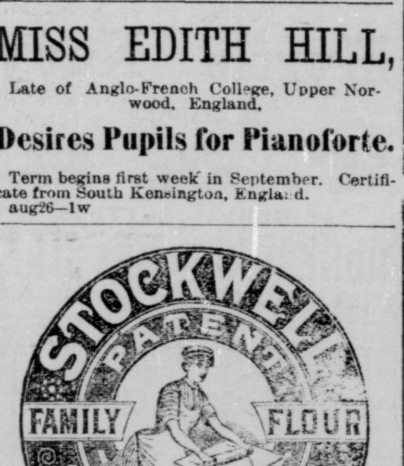 MISS EDITH HILL,
Late of Anglo-French College, Upper Nor-
wood, England,
Desires Pupils for Pianoforte.
Term begins first week in September. Certifi-
cate from South Kensington, England.
aug26—1w
STOCKWELL
PATENT
FAMILY FLOUR